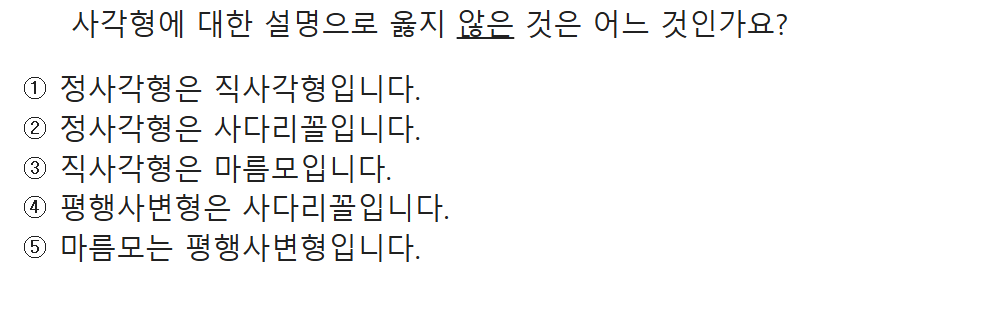 사각형에 대한 설명으로 옳지 않은 것은 어느 것인가요?
① 정사각형은 직사각형입니다.
② 정사각형은 사다리꼴입니다.
③ 직사각형은 마름모입니다.
④ 평행사변형은 사다리꼴입니다.
⑤ 마름모는 평행사변형입니다.